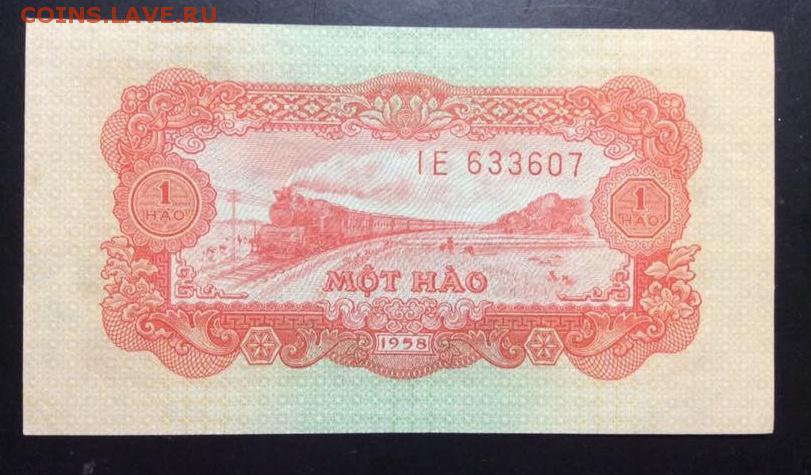 COINS.LAVE.RU
IE 633607
1
HÀO
1
HÀO
MỘT HÀO
1958